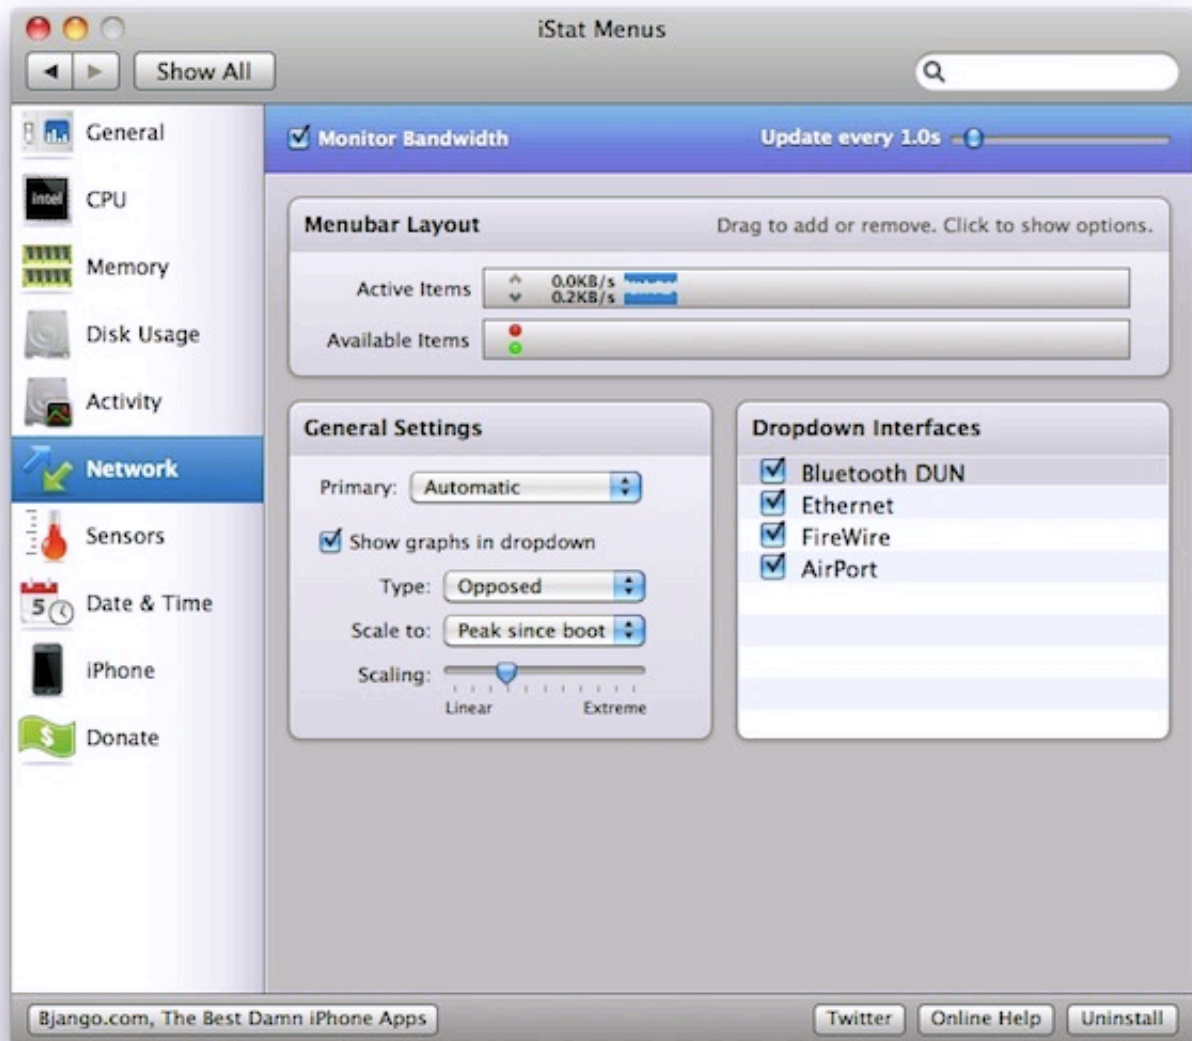 iStat Menus
Show All
General
CPU
Memory
Disk Usage
Activity
Network
Sensors
Date & Time
iPhone
Donate
intel
5
$
Monitor Bandwidth
Update every 1.0s
Menubar Layout
Drag to add or remove. Click to show options.
Active Items
0.0KB/s
0.2KB/s
Available Items
General Settings
Primary: Automatic
Show graphs in dropdown
Type: Opposed
Scale to: Peak since boot
Scaling:
Linear Extreme
Dropdown Interfaces
Bluetooth DUN
Ethernet
FireWire
AirPort
Bjango.com, The Best Damn iPhone Apps
Twitter
Online Help
Uninstall